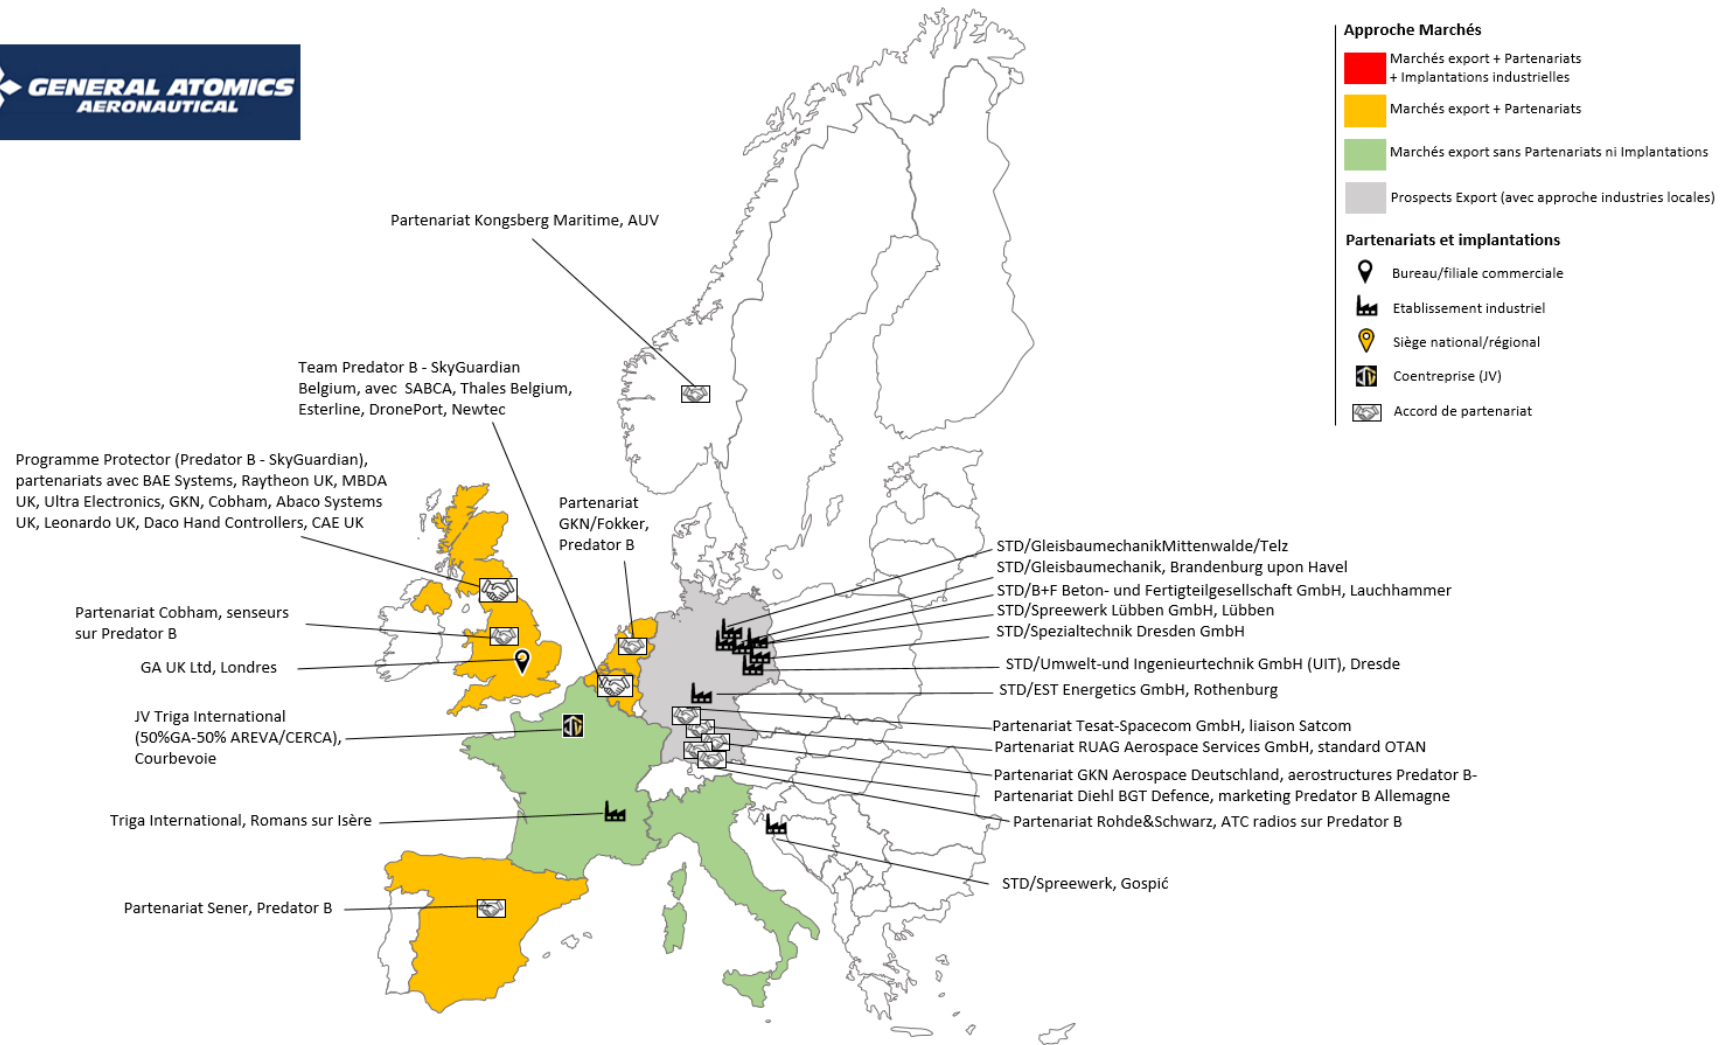 GENERAL ATOMICS
AERONAUTICAL
Approche Marchés
Marchés export + Partenariats
+ Implantations industrielles
Marchés export + Partenariats
Marchés export sans Partenariats ni Implantations
Prospects Export (avec approche industries locales)
Partenariats et implantations
Bureau/filiale commerciale
Etablissement industriel
Siège national/régional
Coentreprise (JV)
Accord de partenariat
Partenariat Kongsberg Maritime, AUV
Team Predator B - SkyGuardian
Belgium, avec SABCA, Thales Belgium,
Esterline, DronePort, Newtec
Programme Protector (Predator B - SkyGuardian),
partenariats avec BAE Systems, Raytheon UK, MBDA
UK, Ultra Electronics, GKN, Cobham, Abaco Systems
UK, Leonardo UK, Daco Hand Controllers, CAE UK
Partenariat
GKN/Fokker,
Predator B
Partenariat Cobham, senseurs
sur Predator B
GA UK Ltd, Londres
JV Triga International
(50%GA-50% AREVA/CERCA),
Courbevoie
Triga International, Romans sur Isère
Partenariat Sener, Predator B
STD/GleisbaumechanikMittenwalde/Telz
STD/Gleisbaumechanik, Brandenburg upon Havel
STD/B+F Beton- und Fertigteilgesellschaft GmbH, Lauchhammer
STD/Spreewerk Lübben GmbH, Lübben
STD/Spezialtechnik Dresden GmbH
STD/Umwelt-und Ingenieurtechnik GmbH (UIT), Dresde
STD/EST Energetics GmbH, Rothenburg
Partenariat Tesat-Spacecom GmbH, liaison Satcom
Partenariat RUAG Aerospace Services GmbH, standard OTAN
Partenariat GKN Aerospace Deutschland, aerostructures Predator B-
Partenariat Diehl BGT Defence, marketing Predator B Allemagne
Partenariat Rohde&Schwarz, ATC radios sur Predator B
STD/Spreewerk, Gospić